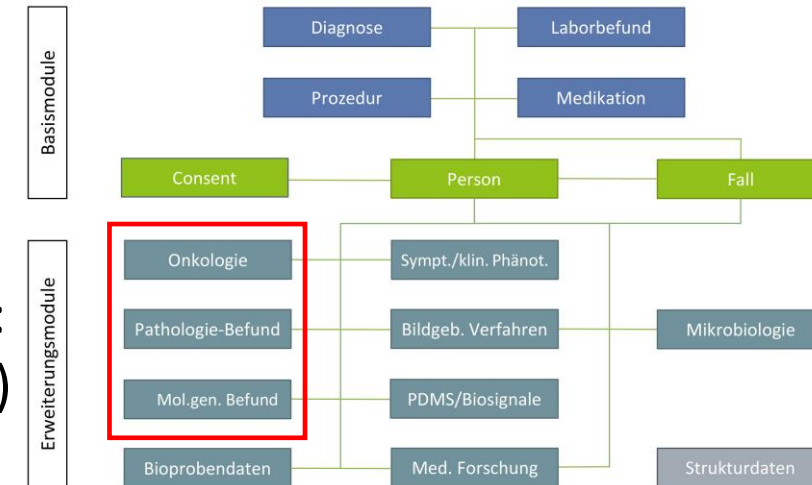 Basismodule
Diagnose
Laborbefund
Prozedur
Medikation
Consent
Person
Fall
:
)
Erweiterungsmodule
Onkologie
Sympt./klin. Phänot.
Pathologie-Befund
Bildgeb. Verfahren
Mikrobiologie
Mol.gen. Befund
PDMS/Biosignale
Bioprobendaten
Med. Forschung
Strukturdaten